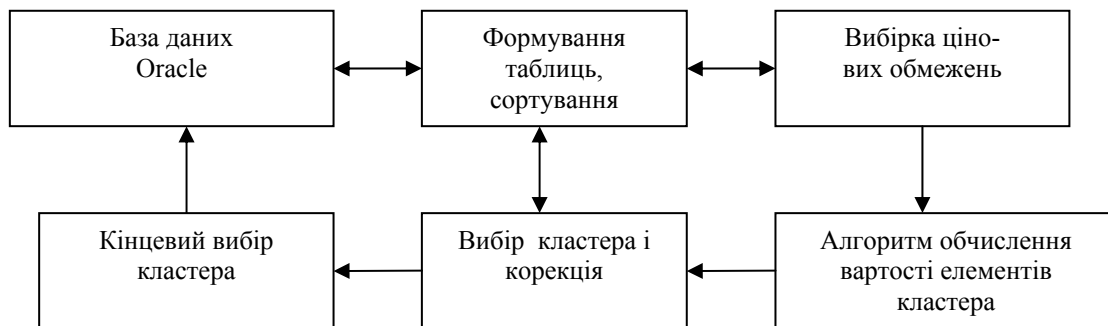 База даних
Oracle
Формування
таблиць,
сортування
Вибірка ціно-
вих обмежень
Кінцевий вибір
кластера
Вибір кластера і
корекція
Алгоритм обчислення
вартості елементів
кластера